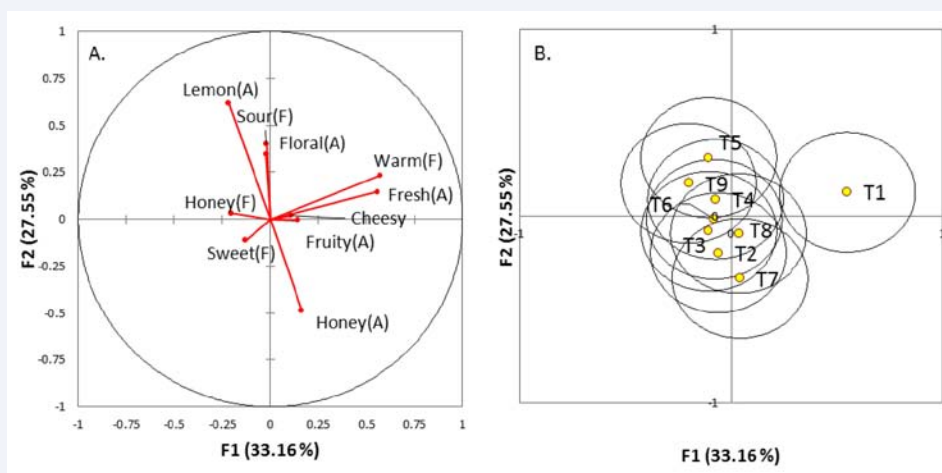 A.
1
0.75
0.5
0.25
0
-0.25
-0.5
-0.75
-1
F2 (27.55 %)
Lemon(A)
Sour(F)
Floral(A)
Warm(F)
Fresh(A)
Honey(F)
Cheesy
Fruity(A)
Sweet(F)
Honey(A)
-1 -0.75 -0.5 -0.25 0 0.25 0.5 0.75 1
F1 (33.16 %)
B.
1
F2 (27.55 %)
T5
T9
T4
T1
T6
0
0
T8
T3
T2
T7
-1
F1 (33.16 %)